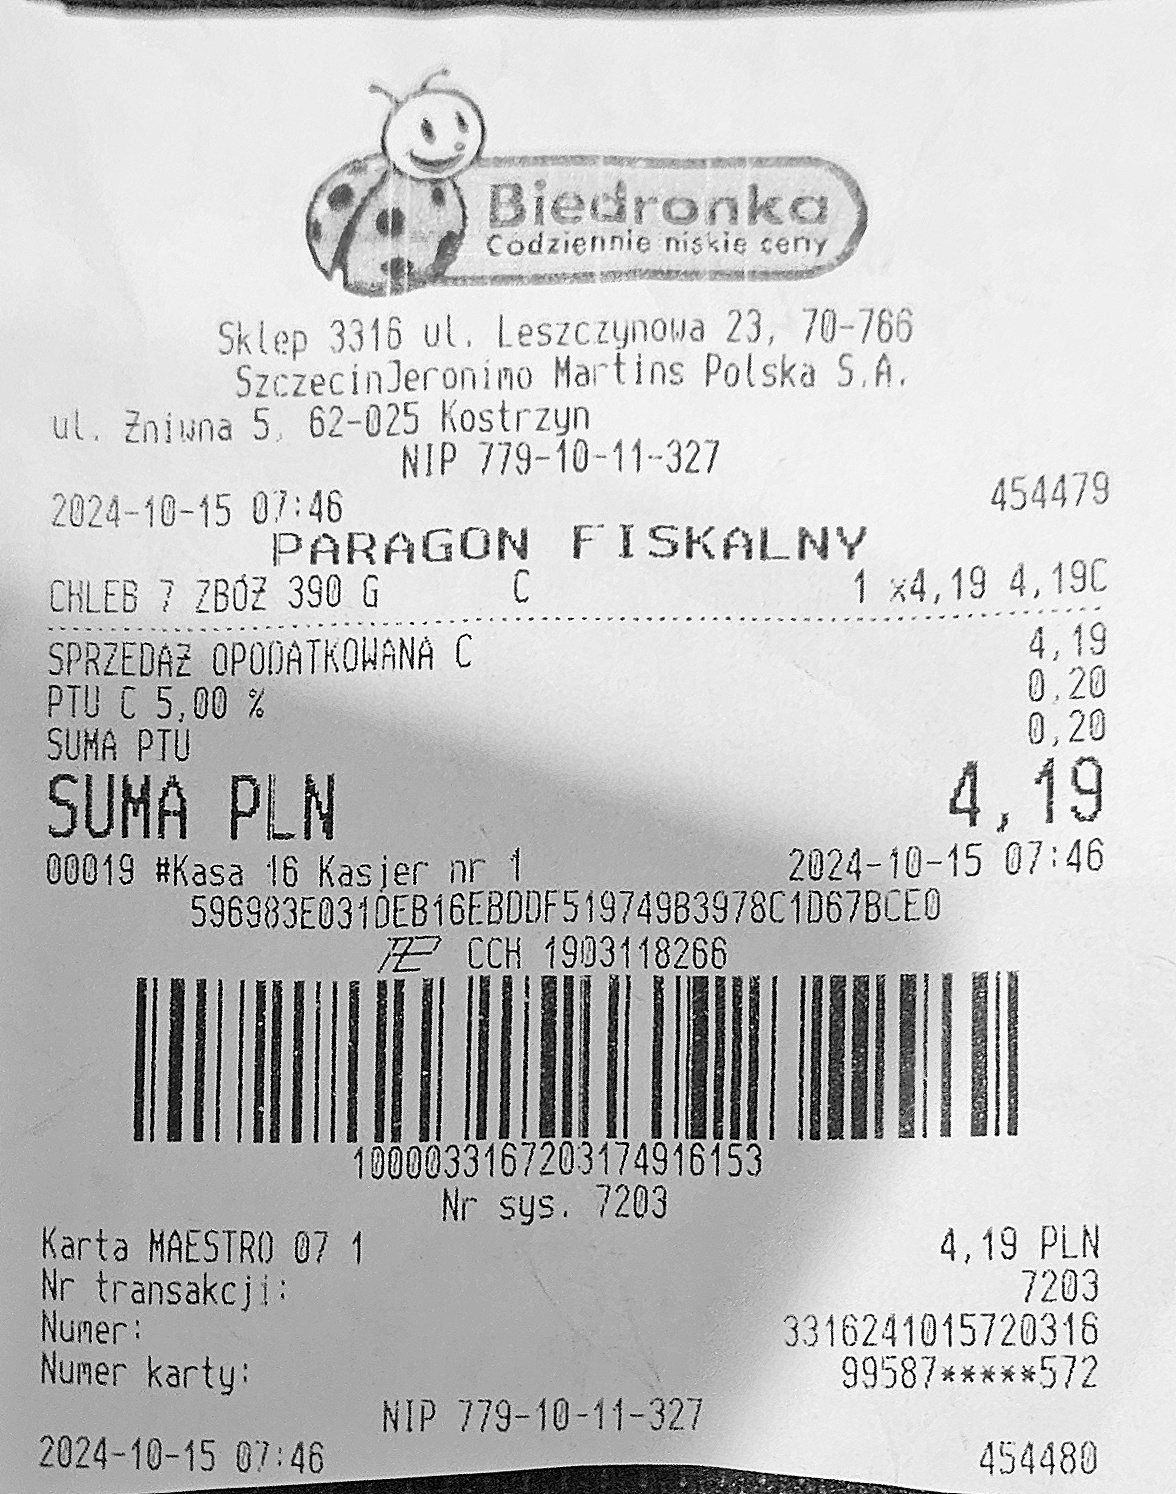 Biedronka
Codziennie niskie ceny
Sklep 3316 ul. Leszczynowa 23, 70-766
SzczecinJeronimo Martins Polska S.A.
ul. Żniwna 5, 62-025 Kostrzyn
NIP 779-10-11-327
2024-10-15 07:46 454479
PARAGON FISKALNY
CHLEB 7 ZBÓŻ 390 G C 1 x4,19 4,19C
SPRZEDAŻ OPODATKOWANA C 4,19
PTU C 5,00 % 0,20
SUMA PTU 0,20
SUMA PLN 4,19
00019 #Kasa 16 Kasjer nr 1 2024-10-15 07:46
596983E031DEB16EBDDF519749B3978C1D67BCE0
CCH 1903118266
1000033167203174916153
Nr sys. 7203
Karta MAESTRO 07 1 4,19 PLN
Nr transakcji: 7203
Numer: 3316241015720316
Numer karty: 99587*****572
NIP 779-10-11-327
2024-10-15 07:46 454480